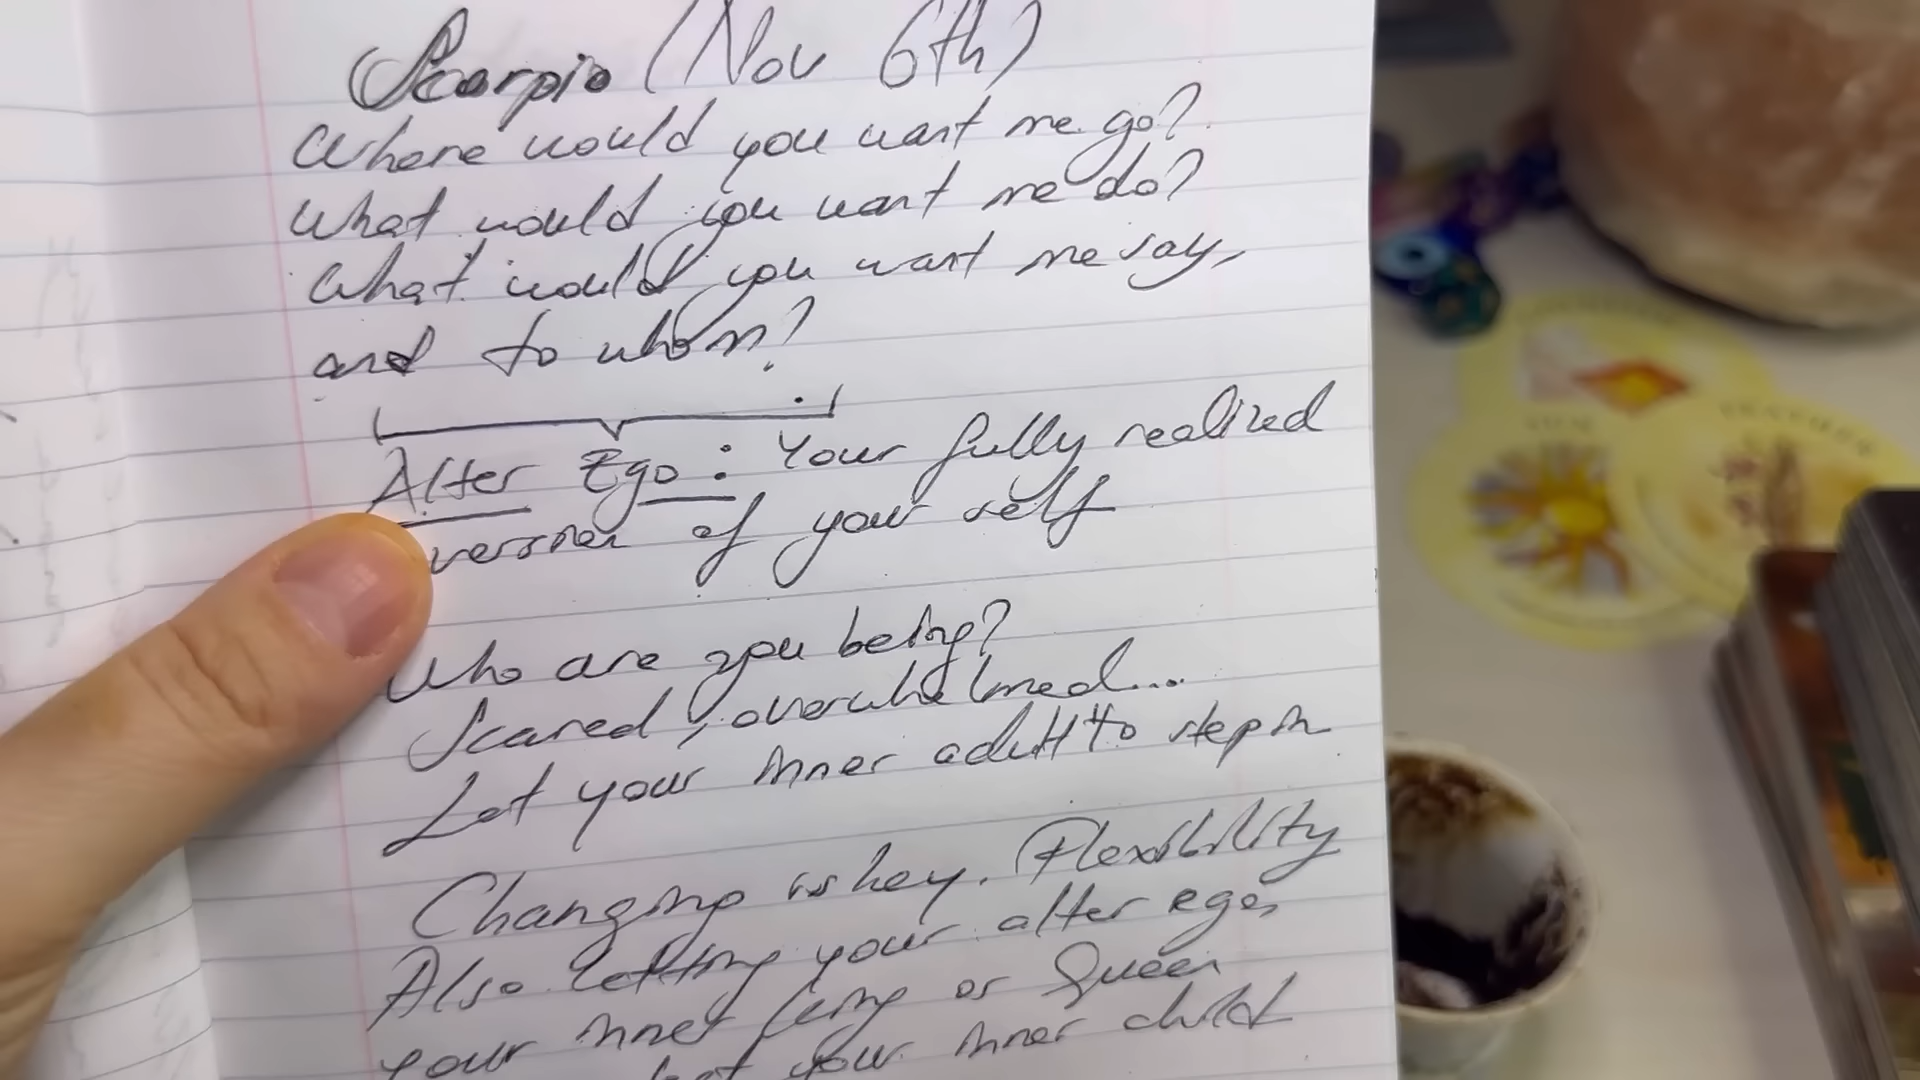 Scorpio (Nov 6th)
Where would you want me go?
What would you want me do?
What would you want me say,
and to whom?
Alter Ego: Your fully realized
version of your self
Who are you being?
Scared, overwhelmed...
Let your inner adult to step in
Changing is key. Flexibility
Also letting your alter ego,
your inner king or Queen
your inner child